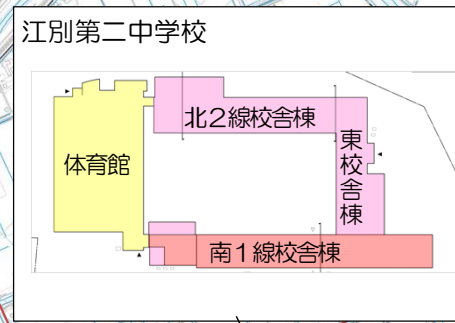 江別第二中学校
北2線校舎棟
体育館
東校舎棟
南1線校舎棟